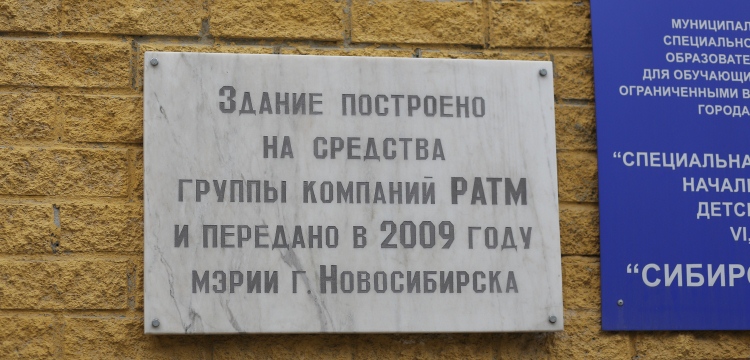 Здание построено
на средства
группы компаний РАТМ
и передано в 2009 году
мэрии г. Новосибирска
МУНИЦИПАЛ
СПЕЦИАЛЬНО
ОБРАЗОВАТЕ
ДЛЯ ОБУЧАЮЩИ
ОГРАНИЧЕННЫМИ В
ГОРОДА
"СПЕЦИАЛЬНА
НАЧАЛ
ДЕТС
VI
"СИБИРС